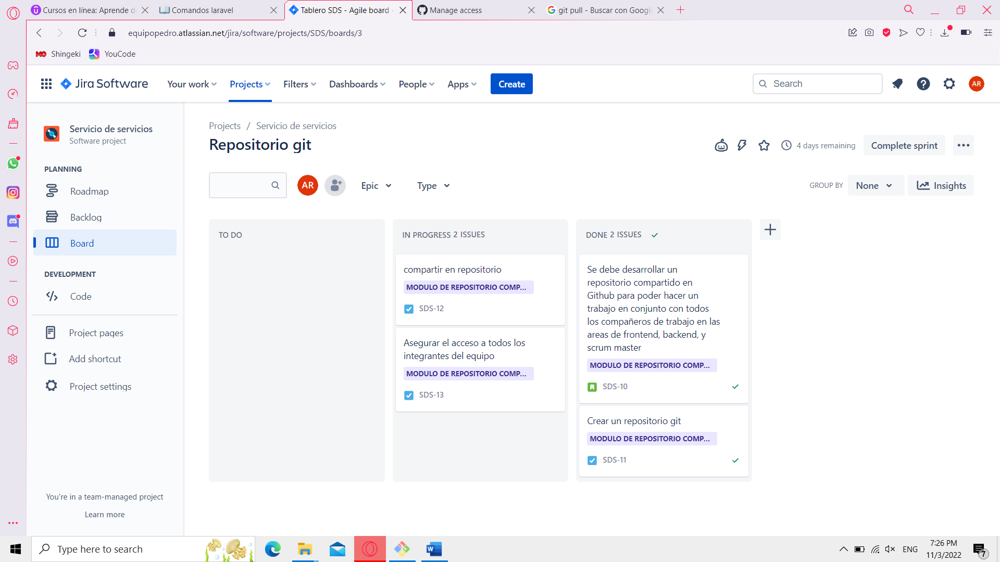 Cursos en línea: Aprende d
Comandos laravel
Tablero SDS - Agile board -
Manage access
git pull - Buscar con Google
equipopedro.atlassian.net/jira/software/projects/SDS/boards/3
MO Shingeki
YouCode
Jira Software
Your work
Projects
Filters
Dashboards
People
Apps
Create
Search
AR
Servicio de servicios
Software project
PLANNING
Roadmap
Backlog
Board
DEVELOPMENT
Code
Project pages
Add shortcut
Project settings
You're in a team-managed project
Learn more
Projects / Servicio de servicios
Repositorio git
4 days remaining
Complete sprint
AR
Epic
Type
GROUP BY
None
Insights
TO DO
IN PROGRESS 2 ISSUES
compartir en repositorio
MODULO DE REPOSITORIO COMP...
SDS-12
Asegurar el acceso a todos los
integrantes del equipo
MODULO DE REPOSITORIO COMP...
SDS-13
DONE 2 ISSUES
Se debe desarrollar un
repositorio compartido en
Github para poder hacer un
trabajo en conjunto con todos
los compañeros de trabajo en las
areas de frontend, backend, y
scrum master
MODULO DE REPOSITORIO COMP...
SDS-10
Crear un repositorio git
MODULO DE REPOSITORIO COMP...
SDS-11
Type here to search
ENG
7:26 PM
11/3/2022
7